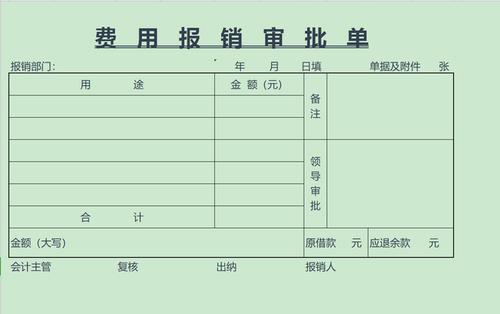 费用报销审批单
报销部门： 年 月 日填 单据及附件 张
用 途 金 额（元） 备注
领导审批
合 计
金额（大写） 原借款 元 应退余款 元
会计主管 复核 出纳 报销人